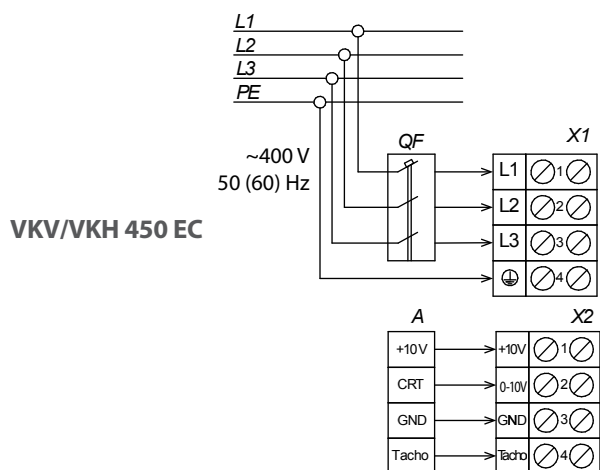 L1
L2
L3
PE
~400 V
50 (60) Hz
VKV/VKH 450 EC
QF
X1
L1 1
L2 2
L3 3
4
A
X2
+10V +10V 1
CRT 0-10V 2
GND GND 3
Tacho Tacho 4